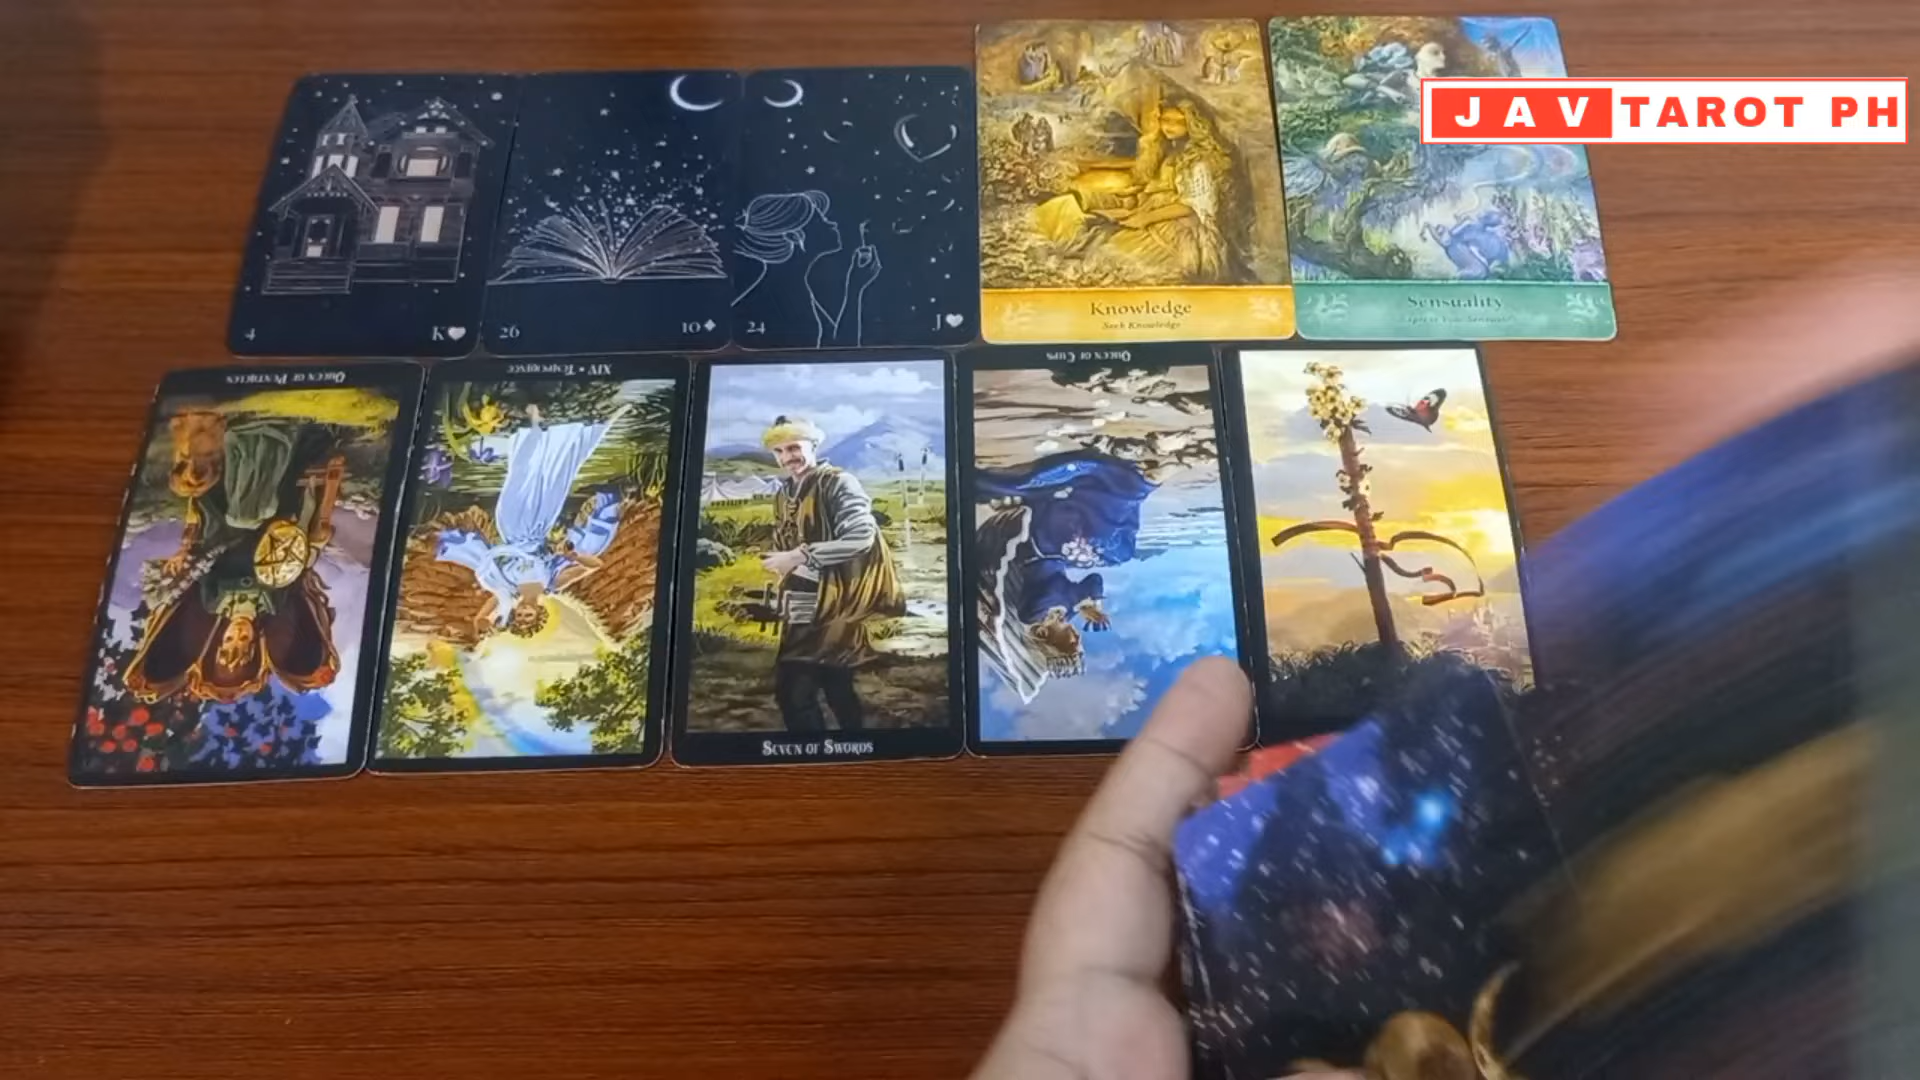 JAV TAROT PH
4
K
26
10
24
J
Knowledge
Seek Knowledge
Sensuality
QUEEN OF PENTACLES
XIV • TEMPERANCE
QUEEN OF CUPS
SEVEN OF SWORDS